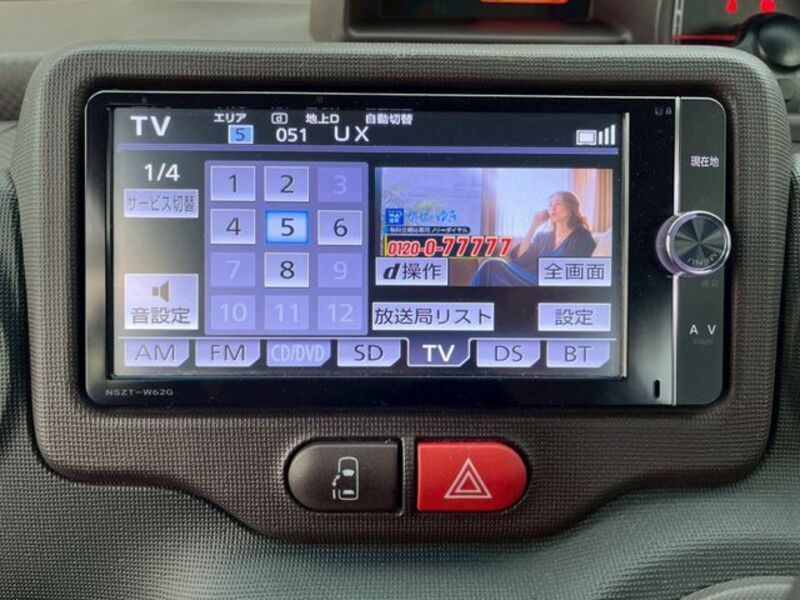 TV エリア 5 地上D 自動切替
051 UX
1/4
サービス切替
1 2 3
4 5 6
7 8 9
10 11 12
音設定
0120-0-77777
d操作 全画面
放送局リスト 設定
AM FM CD/DVD SD TV DS BT
NSZT-W62G
現在地
MENU
AV
PWR